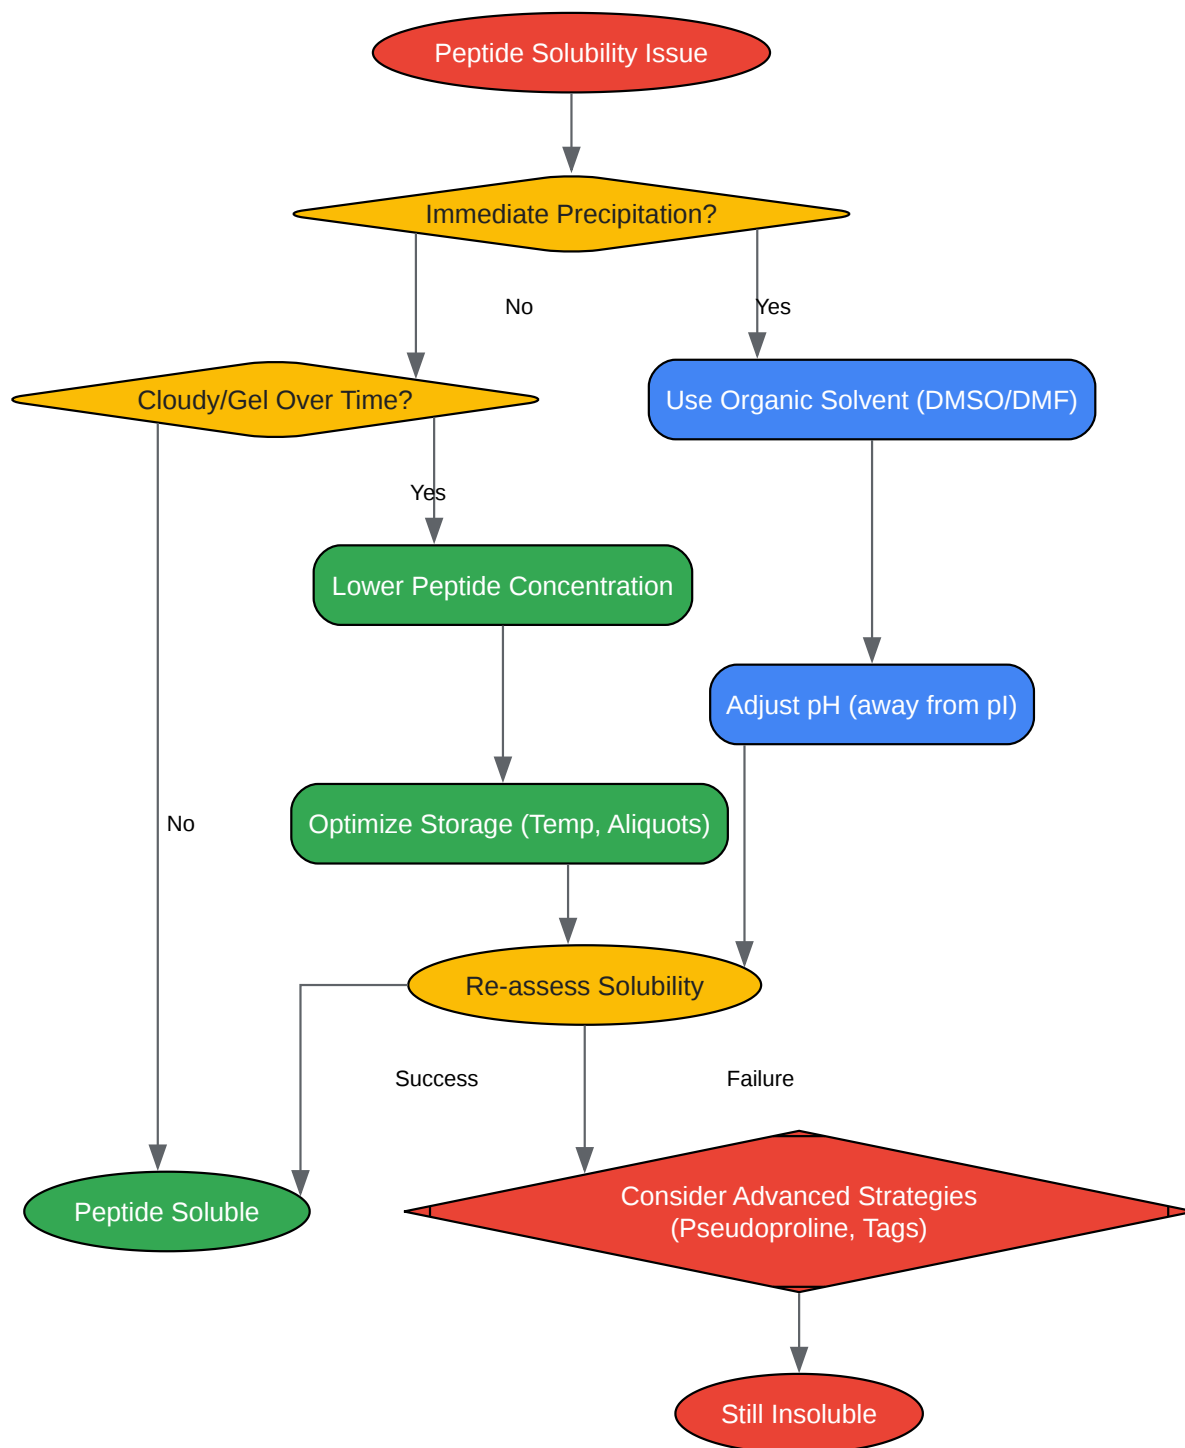 Peptide Solubility Issue
Immediate Precipitation?
No
Yes
Cloudy/Gel Over Time?
Use Organic Solvent (DMSO/DMF)
Yes
Lower Peptide Concentration
Adjust pH (away from pI)
No
Optimize Storage (Temp, Aliquots)
Re-assess Solubility
Success
Failure
Consider Advanced Strategies
(Pseudoproline, Tags)
Peptide Soluble
Still Insoluble